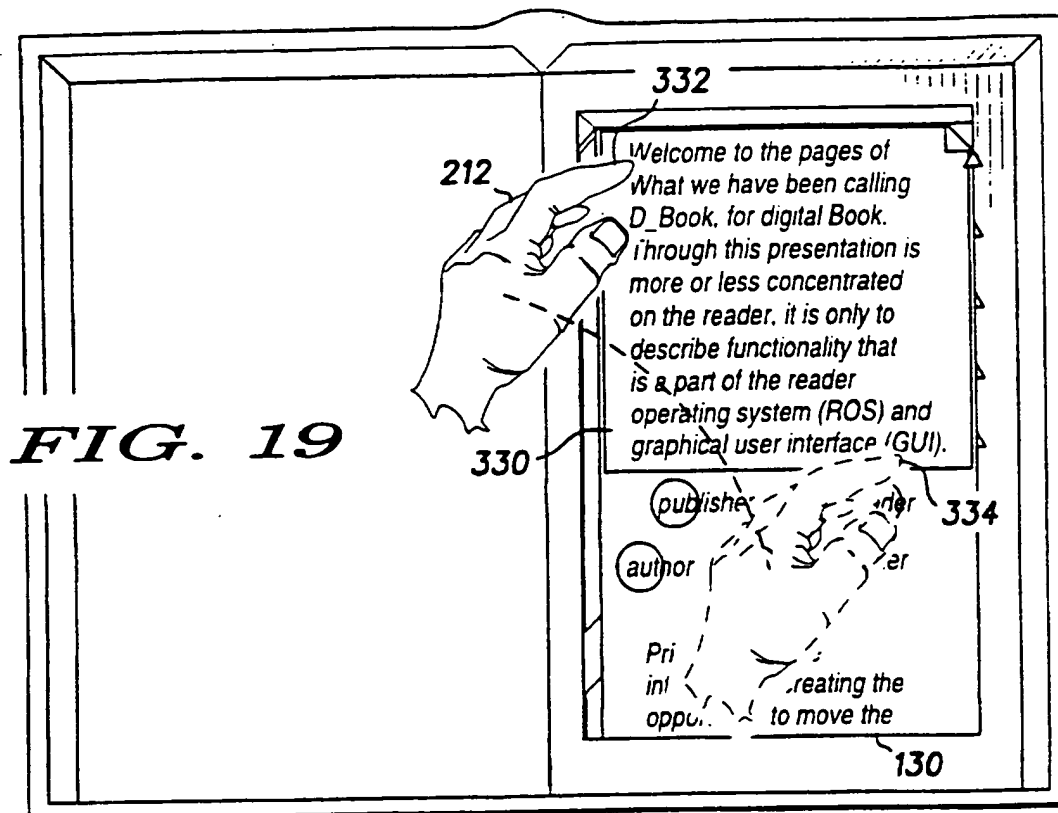 332
212
Welcome to the pages of
What we have been calling
D_Book, for digital Book.
Through this presentation is
more or less concentrated
on the reader, it is only to
describe functionality that
is a part of the reader
operating system (ROS) and
graphical user interface (GUI).
FIG. 19
330
334
publisher
author
Pri
reating the
to move the
130